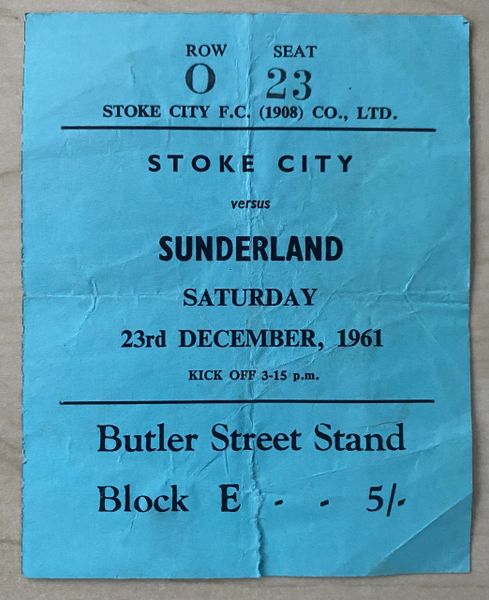 ROW SEAT
O 23
STOKE CITY F.C. (1908) CO., LTD.
STOKE CITY
versus
SUNDERLAND
SATURDAY
23rd DECEMBER, 1961
KICK OFF 3-15 p.m.
Butler Street Stand
Block E - - 5/-